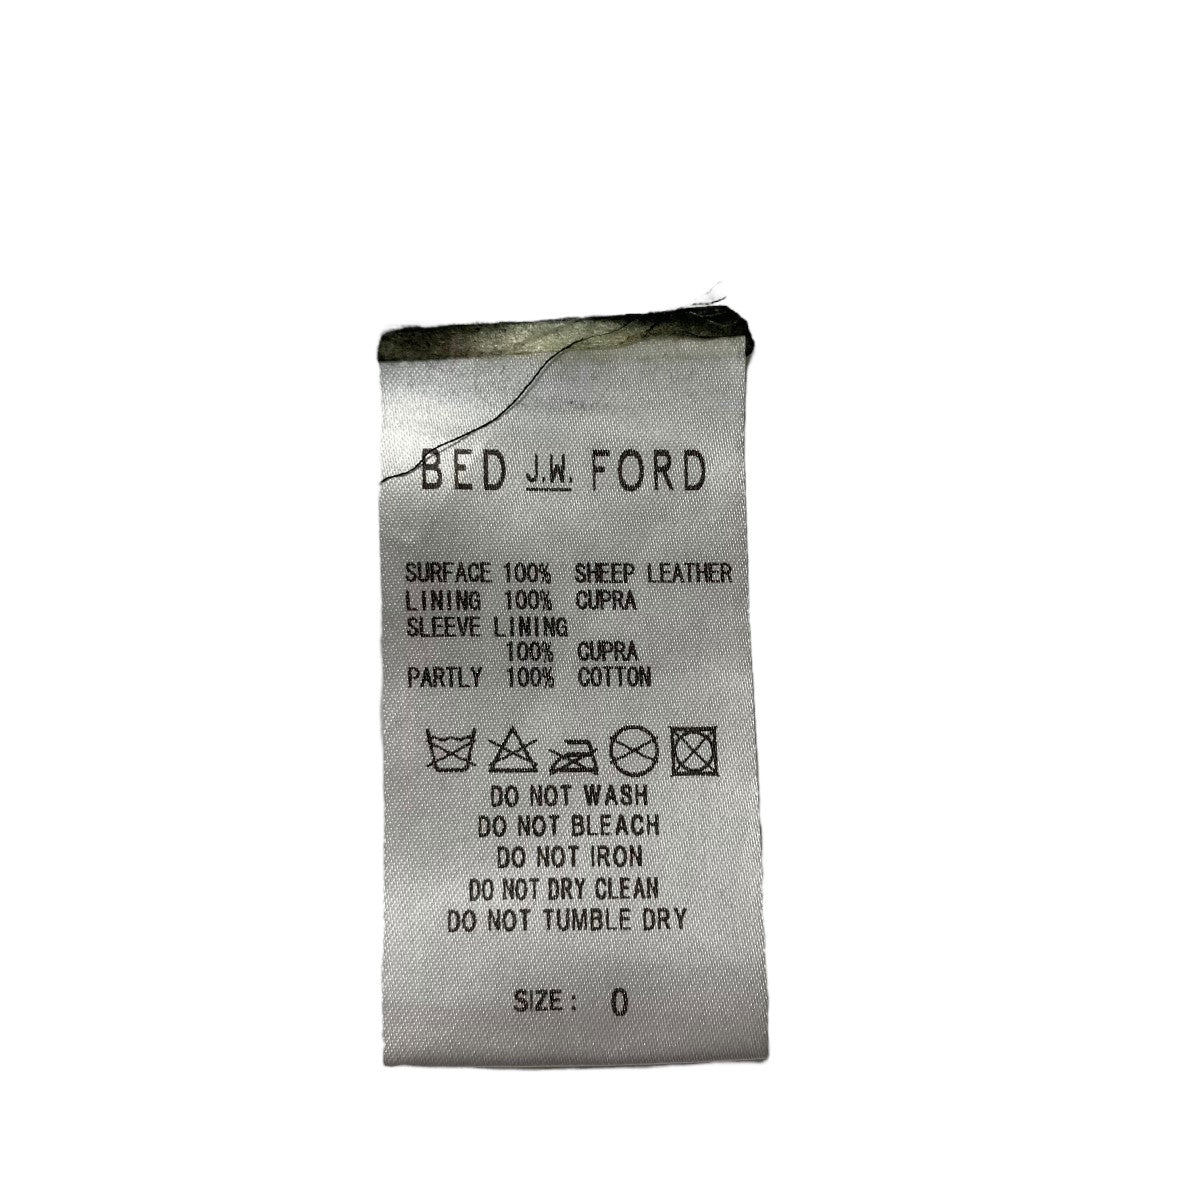 BED J.W. FORD
SURFACE 100% SHEEP LEATHER
LINING 100% CUPRA
SLEEVE LINING
100% CUPRA
PARTLY 100% COTTON
DO NOT WASH
DO NOT BLEACH
DO NOT IRON
DO NOT DRY CLEAN
DO NOT TUMBLE DRY
SIZE: 0